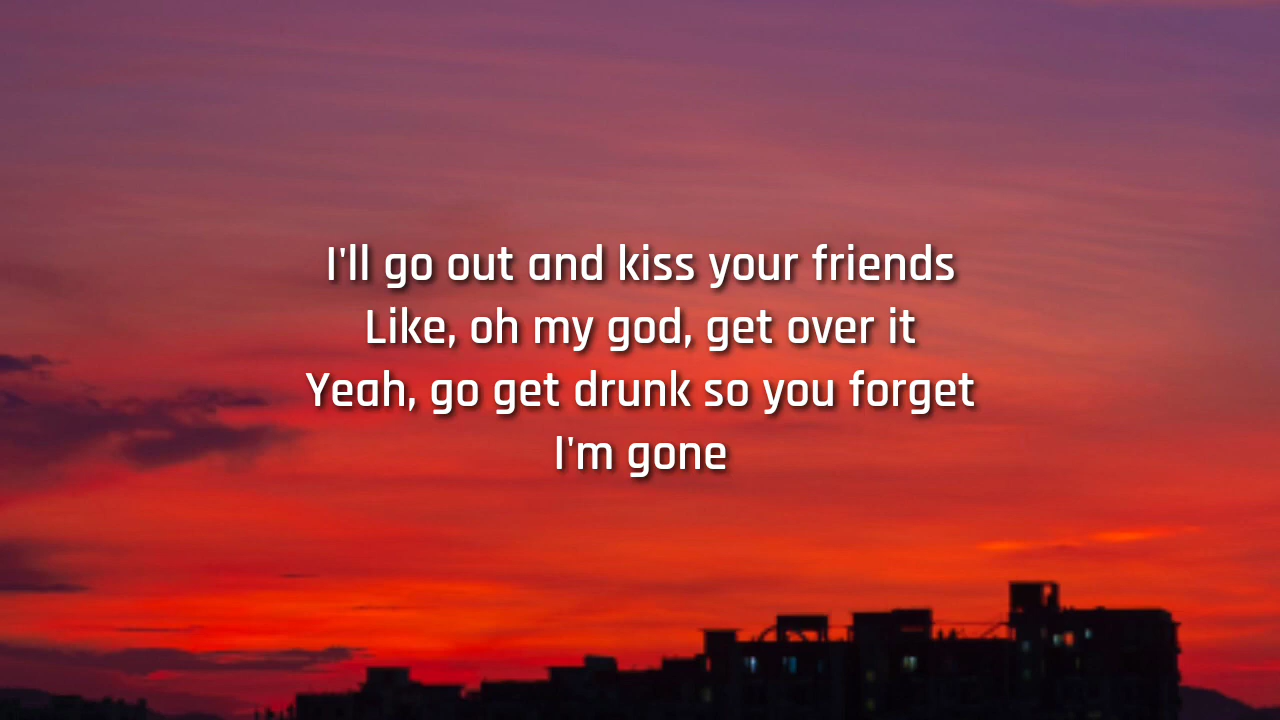 I'll go out and kiss your friends
Like, oh my god, get over it
Yeah, go get drunk so you forget
I'm gone